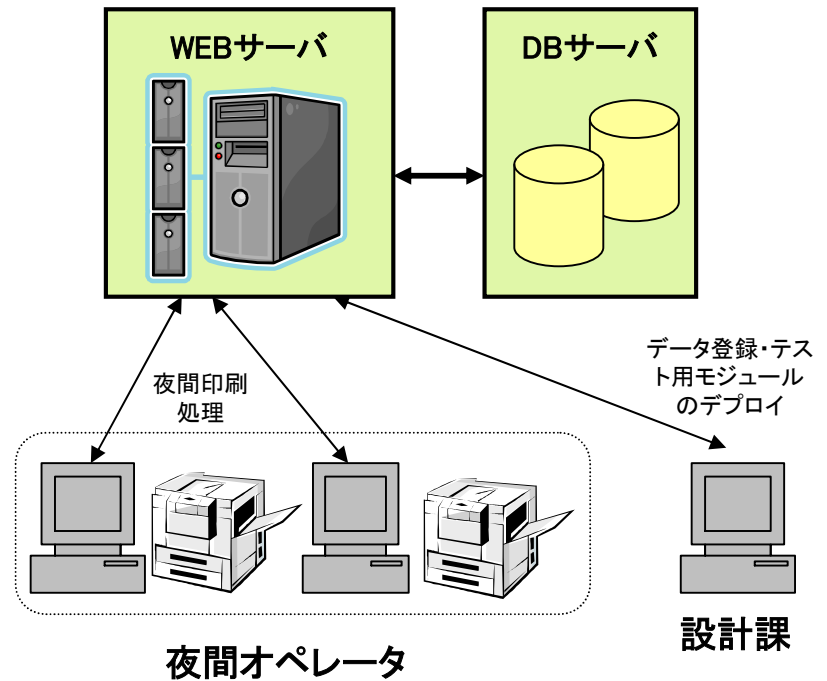 WEBサーバ
DBサーバ
夜間印刷
処理
データ登録・テス
ト用モジュール
のデプロイ
夜間オペレータ
設計課